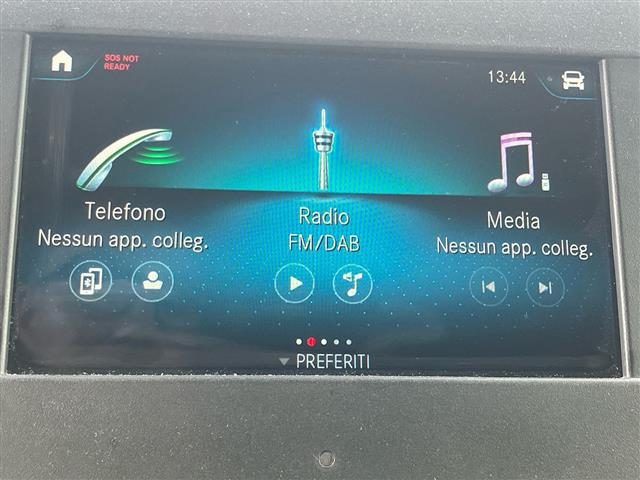 SOS NOT
READY
13:44
Telefono
Nessun app. colleg.
Radio
FM/DAB
Media
Nessun app. colleg.
PREFERITI